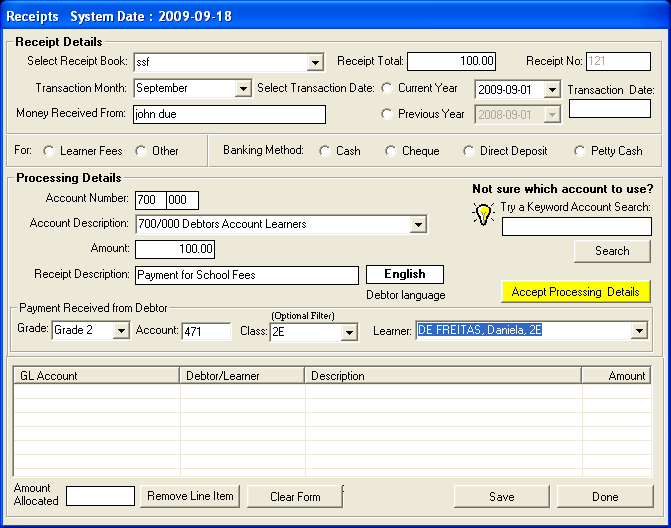 Receipts System Date : 2009-09-18
Receipt Details
Select Receipt Book: ssf Receipt Total: 100.00 Receipt No: 121
Transaction Month: September Select Transaction Date: Current Year 2009-09-01 Transaction Date:
Money Received From: john due Previous Year 2008-09-01
For: Learner Fees Other Banking Method: Cash Cheque Direct Deposit Petty Cash
Processing Details
Account Number: 700 000
Not sure which account to use?
Try a Keyword Account Search:
Account Description: 700/000 Debtors Account Learners
Amount: 100.00
Search
Receipt Description: Payment for School Fees English
Debtor language
Accept Processing Details
Payment Received from Debtor
(Optional Filter)
Grade: Grade 2 Account: 471 Class: 2E Learner: DE FREITAS, Daniela, 2E
GL Account Debtor/Learner Description Amount
Amount
Allocated
Remove Line Item Clear Form Save Done